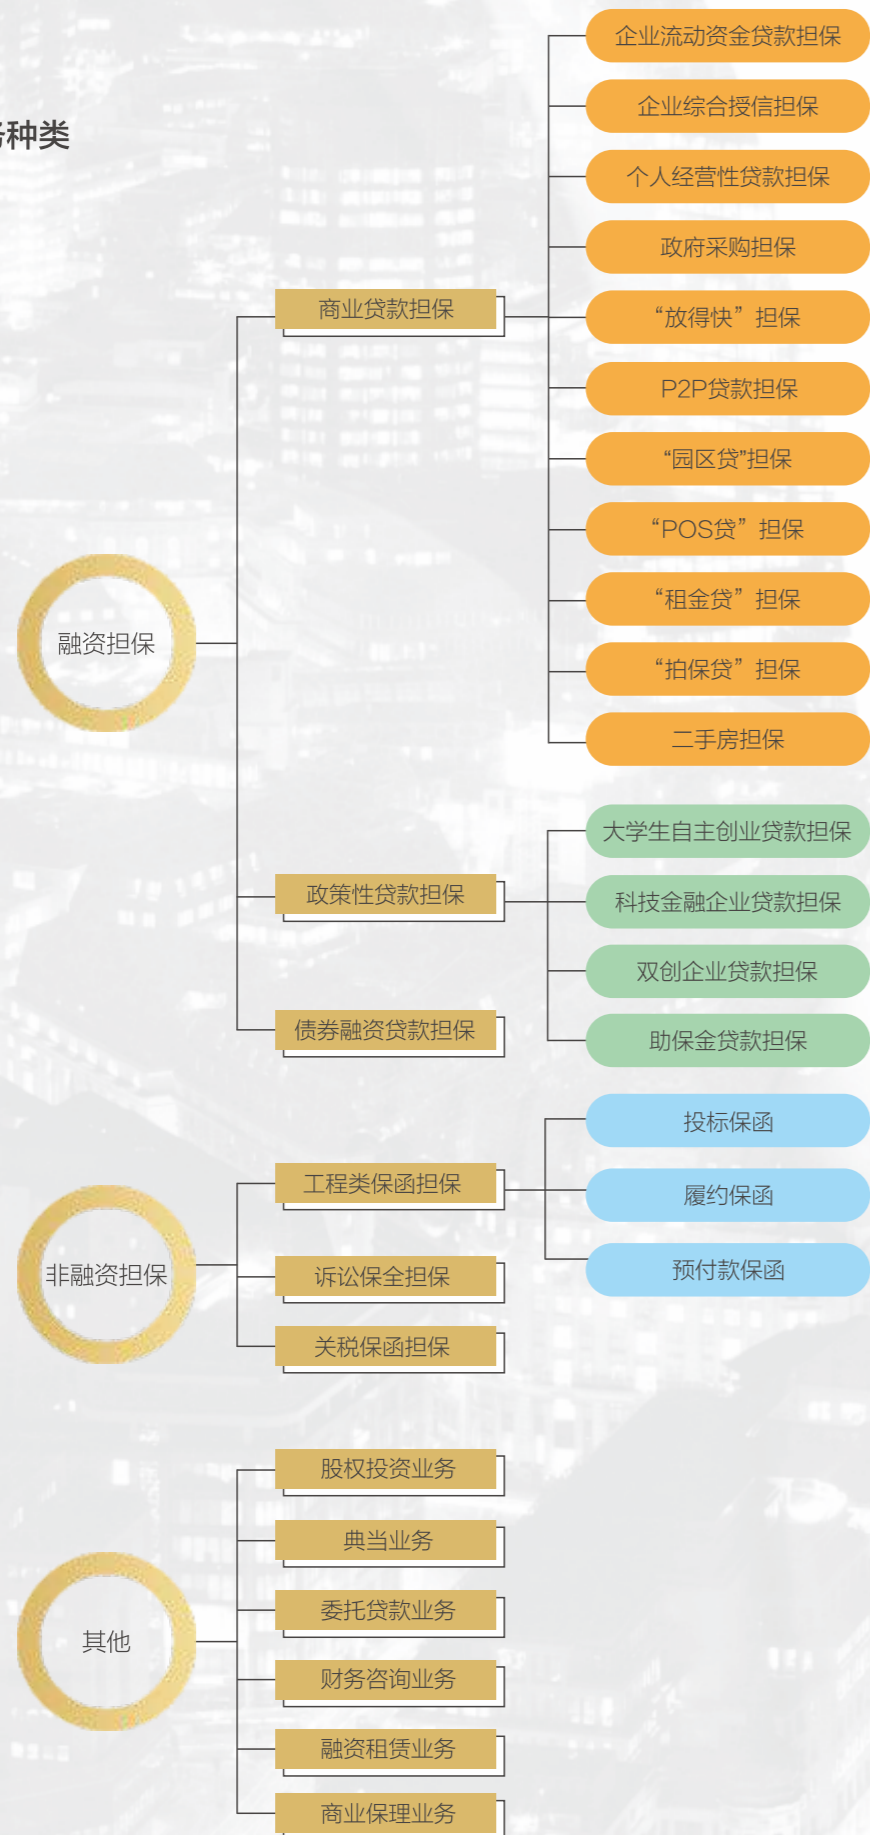 种类
融资担保
商业贷款担保
企业流动资金贷款担保
企业综合授信担保
个人经营性贷款担保
政府采购担保
“放得快”担保
P2P贷款担保
“园区贷”担保
“POS贷”担保
“租金贷”担保
“拍保贷”担保
二手房担保
政策性贷款担保
大学生自主创业贷款担保
科技金融企业贷款担保
双创企业贷款担保
助保金贷款担保
债券融资贷款担保
非融资担保
工程类保函担保
投标保函
履约保函
预付款保函
诉讼保全担保
关税保函担保
其他
股权投资业务
典当业务
委托贷款业务
财务咨询业务
融资租赁业务
商业保理业务